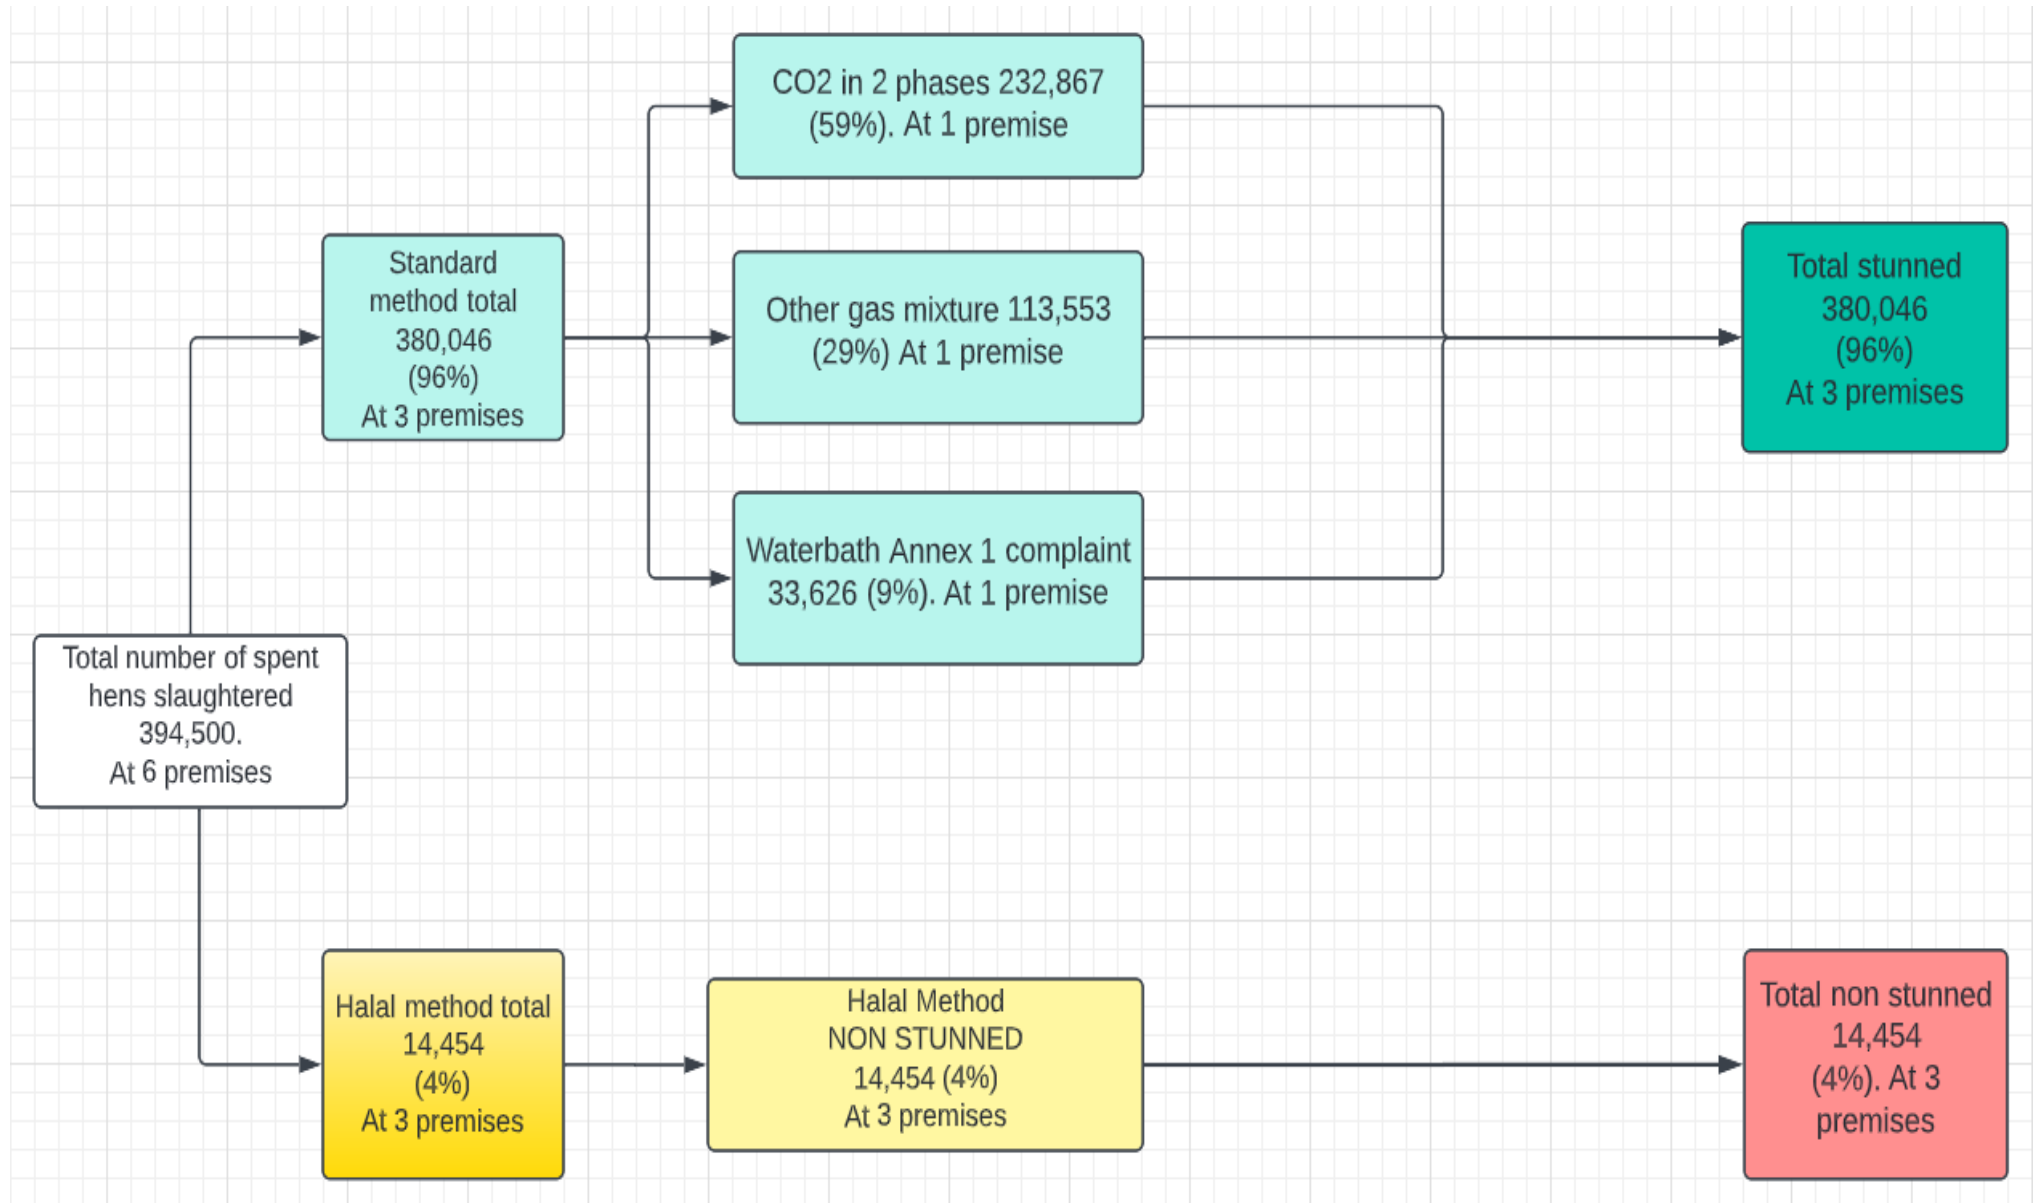 CO2 in 2 phases 232,867
(59%). At 1 premise
Standard
method total
380,046
(96%)
At 3 premises
Other gas mixture 113,553
(29%) At 1 premise
Total stunned
380,046
(96%)
At 3 premises
Waterbath Annex 1 complaint
33,626 (9%). At 1 premise
Total number of spent
hens slaughtered
394,500.
At 6 premises
Halal method total
14,454
(4%)
At 3 premises
Halal Method
NON STUNNED
14,454 (4%)
At 3 premises
Total non stunned
14,454
(4%). At 3
premises